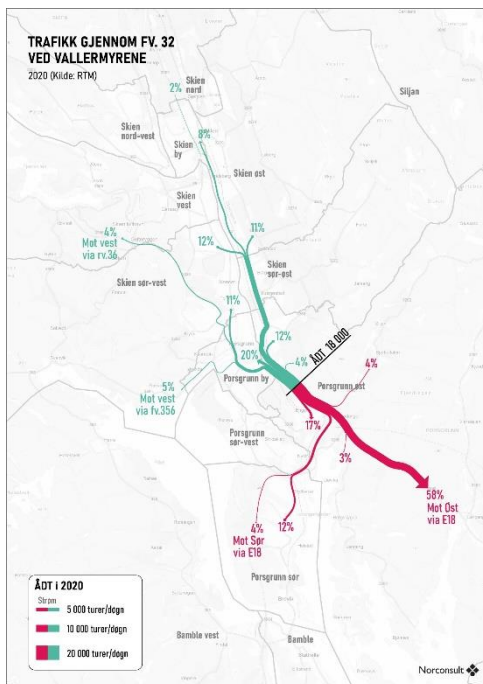 TRAFIKK GJENNOM FV. 32
VED VALLERMYRENE
2020 (Kilde: RTM)
Skien
nord
2%
Siljan
Skien
nord-vest
Skien
by
8%
Skien øst
Skien
vest
4%
Mot vest
via rv.36
12%
11%
Skien
sør-øst
Skien sør-vest
11%
12%
ÅDT 18 000
20%
4%
4%
Porsgrunn by
Porsgrunn øst
5%
Mot vest
via fv.356
17%
Porsgrunn
sør-vest
3%
58%
Mot Øst
via E18
4%
Mot Sør
via E18
12%
Porsgrunn sør
ÅDT i 2020
Strøm
5 000 turer/døgn
10 000 turer/døgn
20 000 turer/døgn
Bamble vest
Bamble
Norconsult